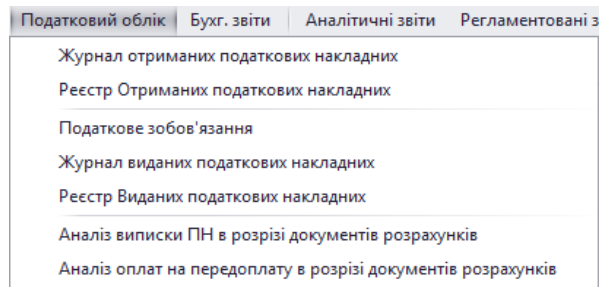 Податковий облік Бухг. звіти Аналітичні звіти Регламентовані з
Журнал отриманих податкових накладних
Реєстр Отриманих податкових накладних
Податкове зобов'язання
Журнал виданих податкових накладних
Реєстр Виданих податкових накладних
Аналіз виписки ПН в розрізі документів розрахунків
Аналіз оплат на передоплату в розрізі документів розрахунків